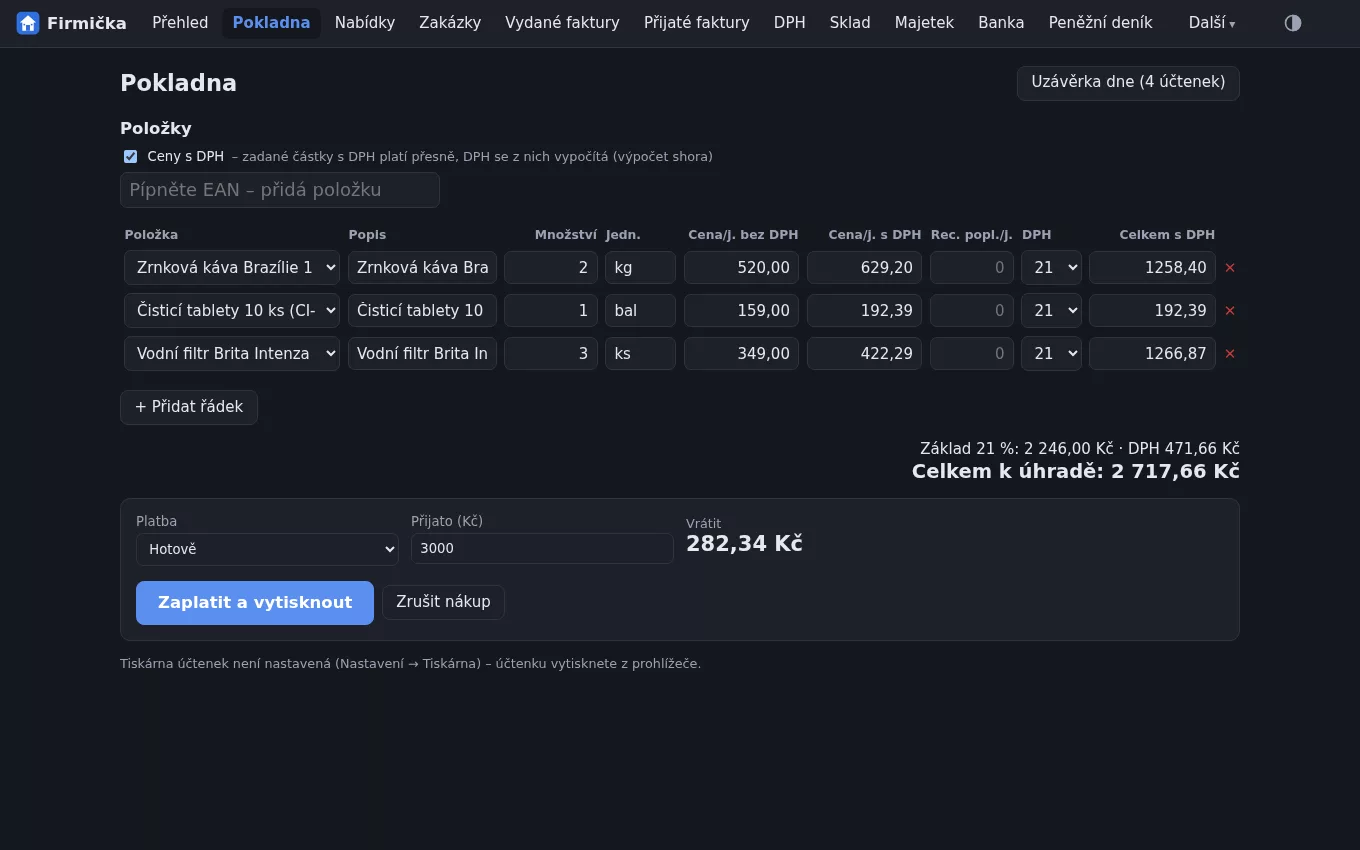 Firmička Přehled Pokladna Nabídky Zakázky Vydané faktury Přijaté faktury DPH Sklad Majetek Banka Peněžní deník Další ▾
Pokladna Uzávěrka dne (4 účtenek)
Položky
Ceny s DPH – zadané částky s DPH platí přesně, DPH se z nich vypočítá (výpočet shora)
Pípněte EAN – přidá položku
Položka Popis Množství Jedn. Cena/j. bez DPH Cena/j. s DPH Rec. popl./j. DPH Celkem s DPH
Zrnková káva Brazílie 1 Zrnková káva Bra 2 kg 520,00 629,20 0 21 1258,40 ✕
Čisticí tablety 10 ks (CI- Čisticí tablety 10 1 bal 159,00 192,39 0 21 192,39 ✕
Vodní filtr Brita Intenza Vodní filtr Brita In 3 ks 349,00 422,29 0 21 1266,87 ✕
+ Přidat řádek
Základ 21 %: 2 246,00 Kč · DPH 471,66 Kč
Celkem k úhradě: 2 717,66 Kč
Platba Přijato (Kč) Vrátit
Hotově 3000 282,34 Kč
Zaplatit a vytisknout Zrušit nákup
Tiskárna účtenek není nastavená (Nastavení → Tiskárna) – účtenku vytisknete z prohlížeče.